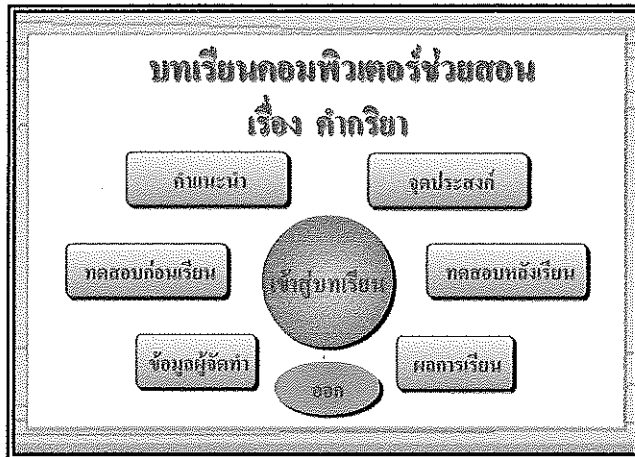 บทเรียนคอมพิวเตอร์ช่วยสอน
เรื่อง คำกริยา
คำแนะนำ
จุดประสงค์
ทดสอบก่อนเรียน
เข้าสู่บทเรียน
ทดสอบหลังเรียน
ข้อมูลผู้จัดทำ
ออก
ผลการเรียน